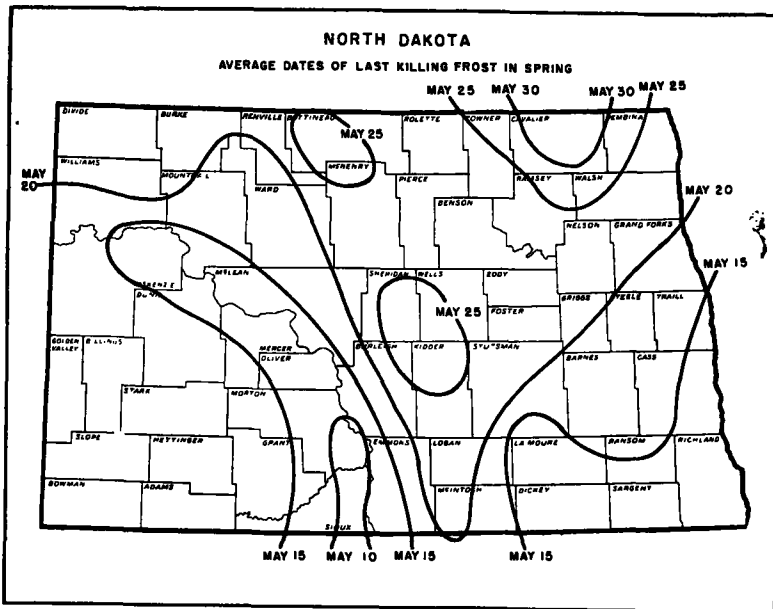 NORTH DAKOTA
AVERAGE DATES OF LAST KILLING FROST IN SPRING
MAY 25
MAY 30
MAY 30
MAY 25
DIVIDE
BURKE
RENVILLE
BOTTINEAU
ROLETTE
TOWNER
CAVALIER
PEMBINA
MAY 25
WILLIAMS
MAY 20
MCHENRY
PIERCE
RAMSEY
WALSH
WARD
BENSON
MAY 20
NELSON
GRAND FORKS
MAY 15
MCLEAN
SHERIDAN
WELLS
EDDY
FOSTER
GRIGGS
STEELE
TRAILL
MAY 25
GOLDEN VALLEY
BILLINGS
MERCER
OLIVER
BURLEIGH
KIDDER
STUTSMAN
BARNES
CASS
STARK
MORTON
SLOPE
HETTINGER
GRANT
EMMONS
LOGAN
LA MOURE
RANSOM
RICHLAND
BOWMAN
ADAMS
MCINTOSH
DICKEY
SARGENT
SIOUX
MAY 15
MAY 10
MAY 15
MAY 15